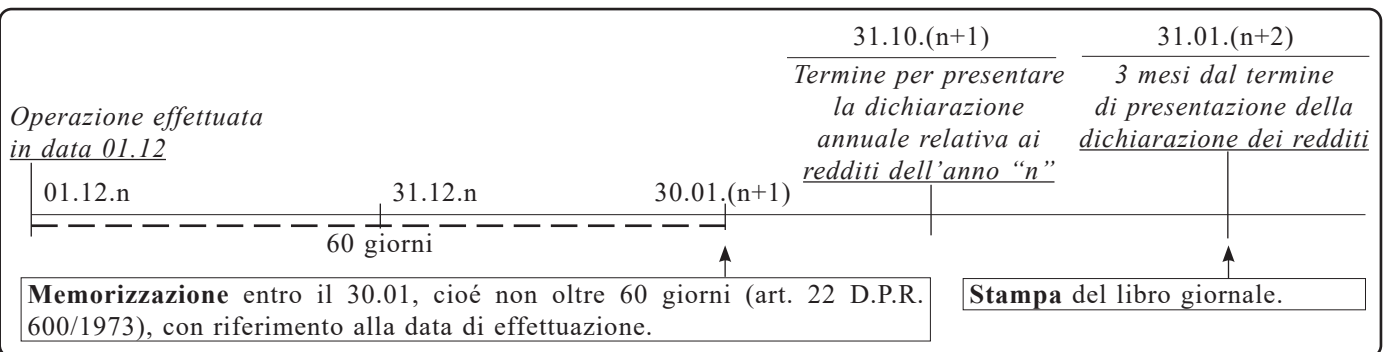 31.10.(n+1)
Termine per presentare
la dichiarazione
annuale relativa ai
redditi dell’anno “n”
31.01.(n+2)
3 mesi dal termine
di presentazione della
dichiarazione dei redditi
Operazione effettuata
in data 01.12
01.12.n
31.12.n
30.01.(n+1)
60 giorni
Memorizzazione entro il 30.01, cioé non oltre 60 giorni (art. 22 D.P.R.
600/1973), con riferimento alla data di effettuazione.
Stampa del libro giornale.